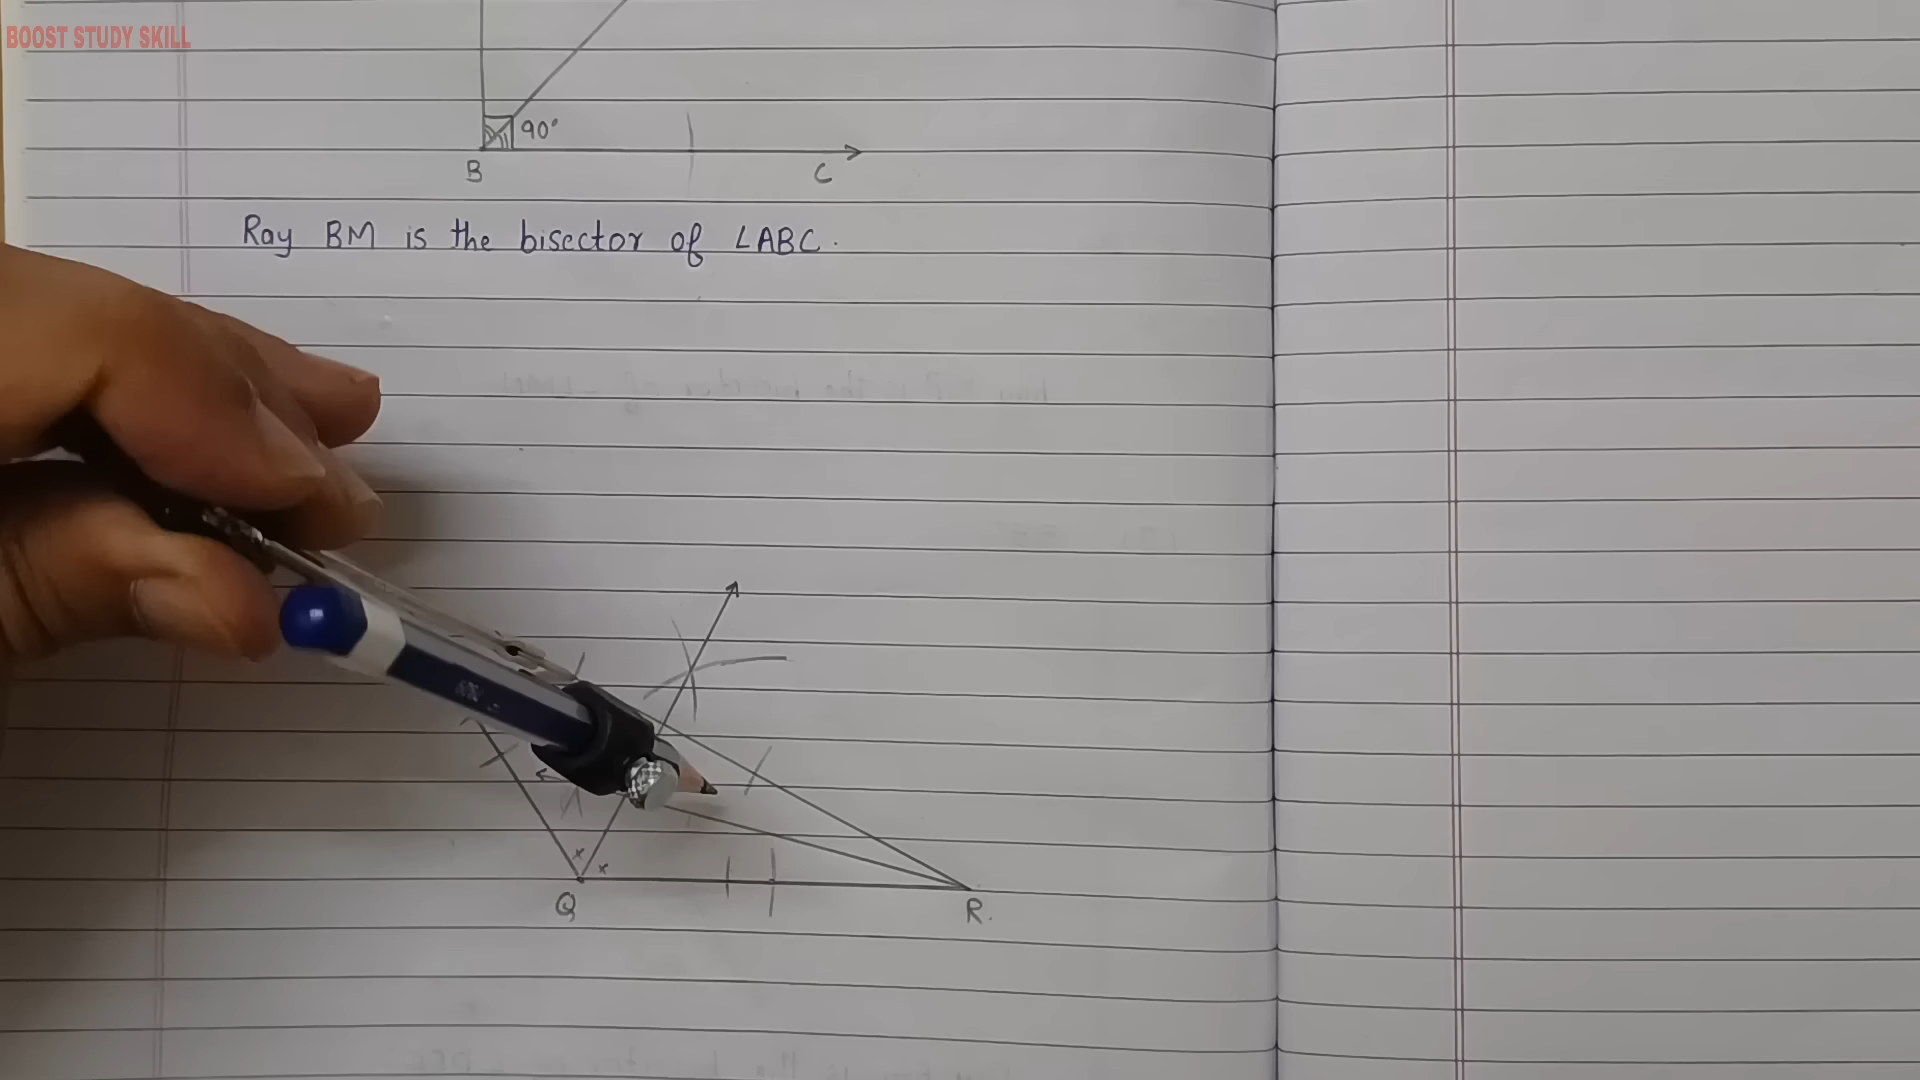 BOOST STUDY SKILL
90°
B
C
Ray BM is the bisector of ∠ABC.
x
x
Q
R.